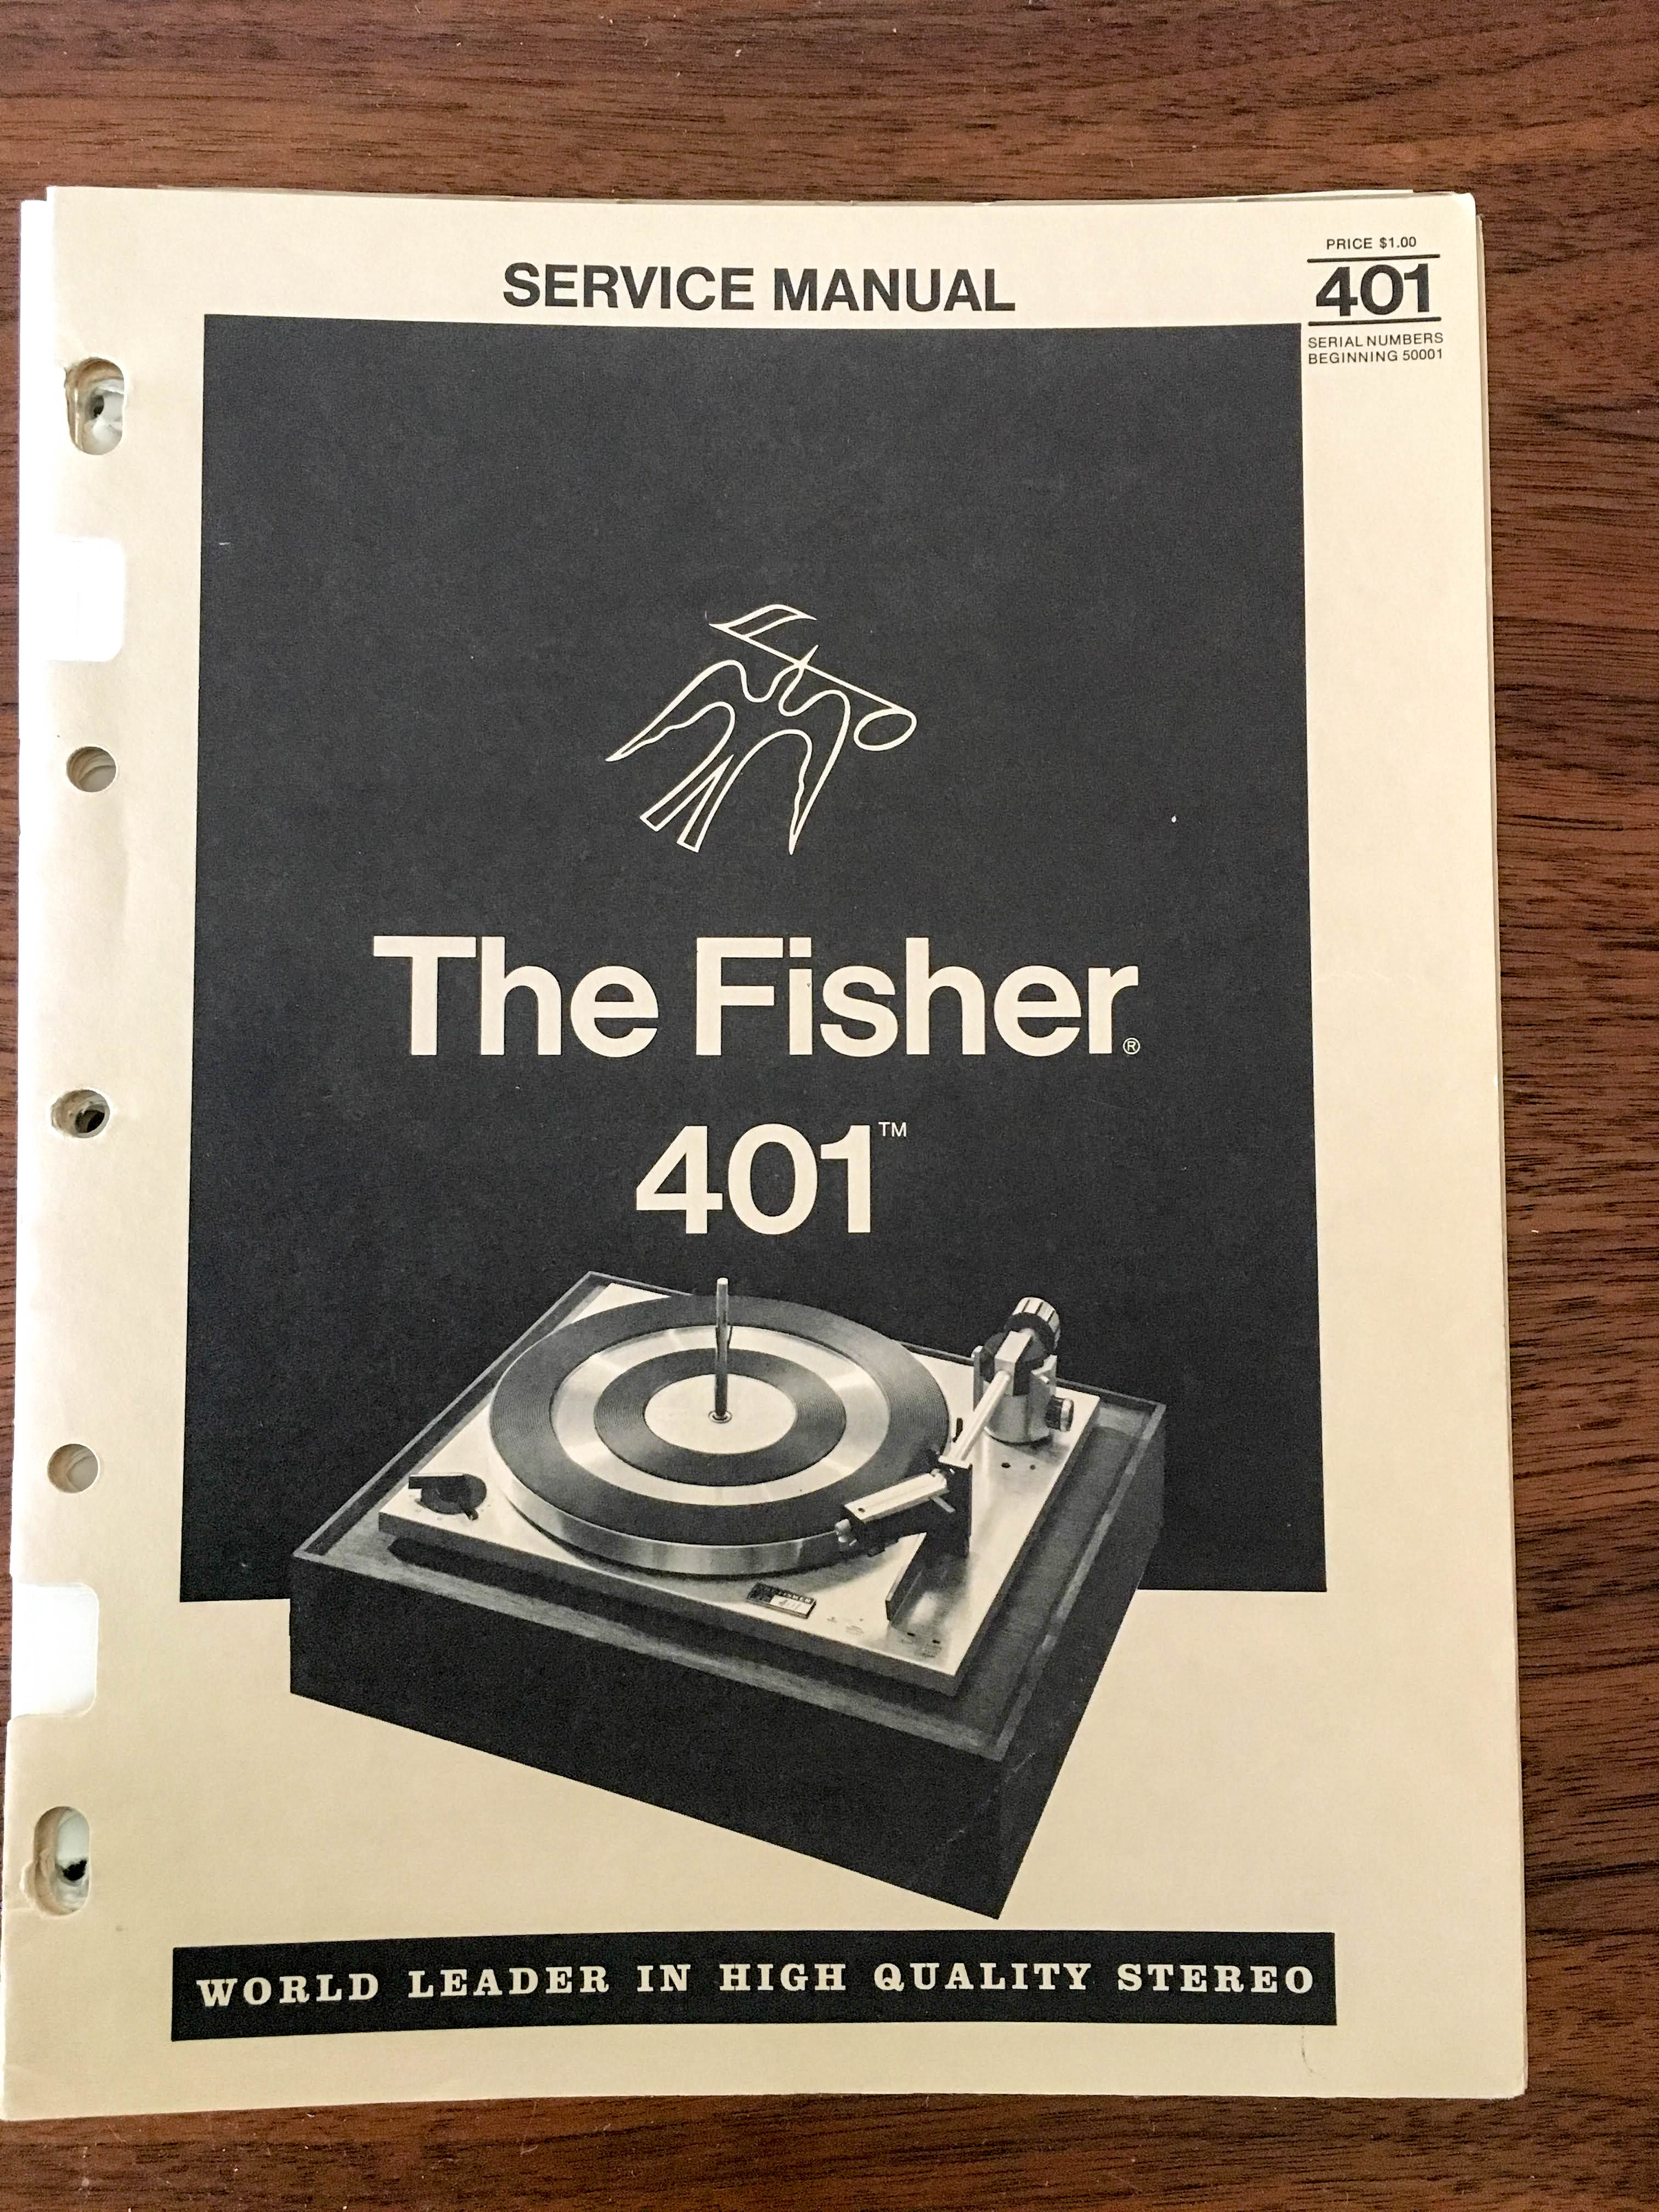 PRICE $1.00
SERVICE MANUAL
401
SERIAL NUMBERS
BEGINNING 50001
The Fisher®
401™
WORLD LEADER IN HIGH QUALITY STEREO